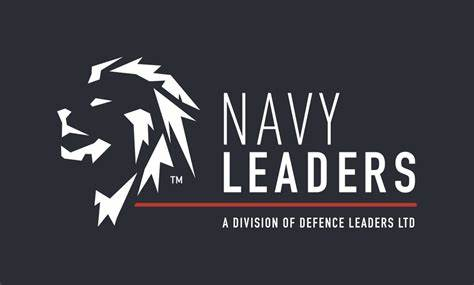 NAVY
LEADERS
TM
A DIVISION OF DEFENCE LEADERS LTD